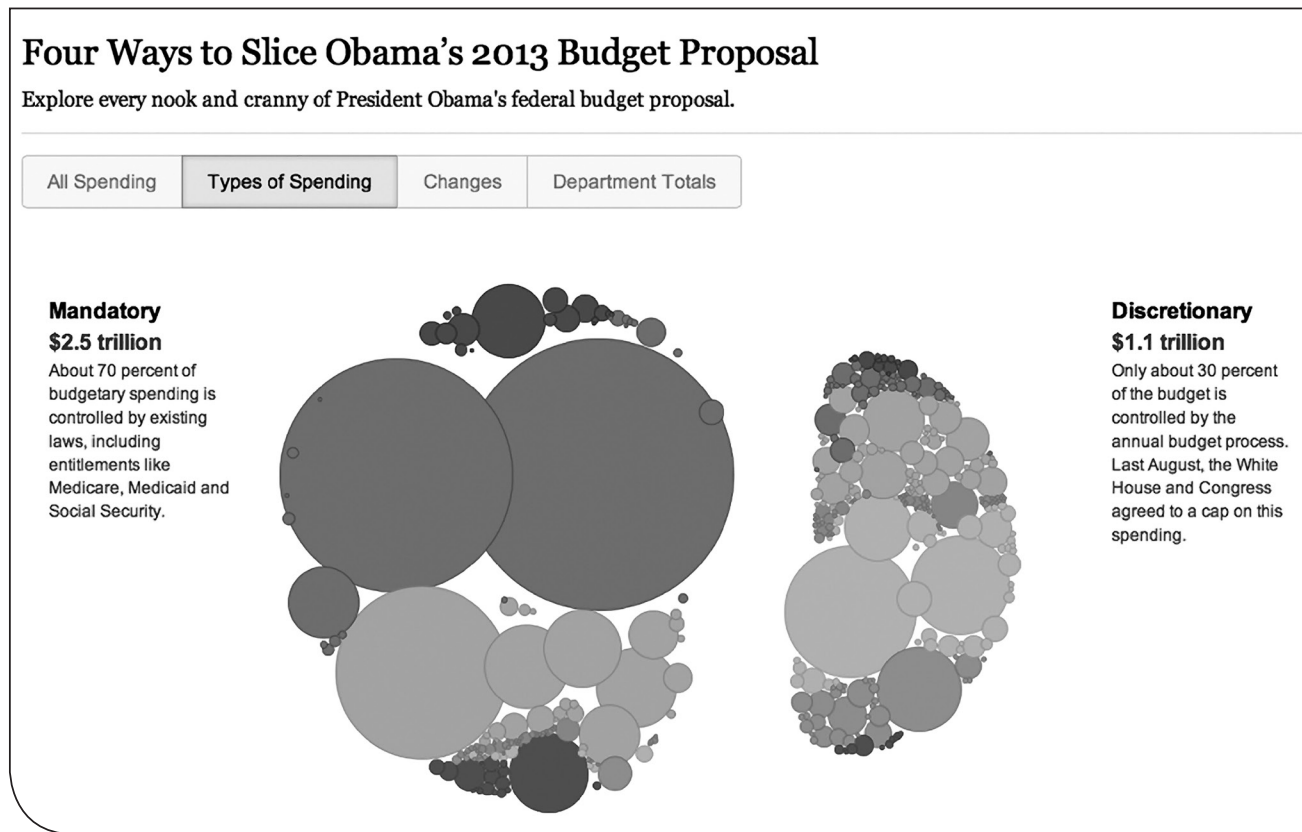 Four Ways to Slice Obama’s 2013 Budget Proposal
Explore every nook and cranny of President Obama's federal budget proposal.
All Spending
Types of Spending
Changes
Department Totals
Mandatory
$2.5 trillion
About 70 percent of
budgetary spending is
controlled by existing
laws, including
entitlements like
Medicare, Medicaid and
Social Security.
Discretionary
$1.1 trillion
Only about 30 percent
of the budget is
controlled by the
annual budget process.
Last August, the White
House and Congress
agreed to a cap on this
spending.